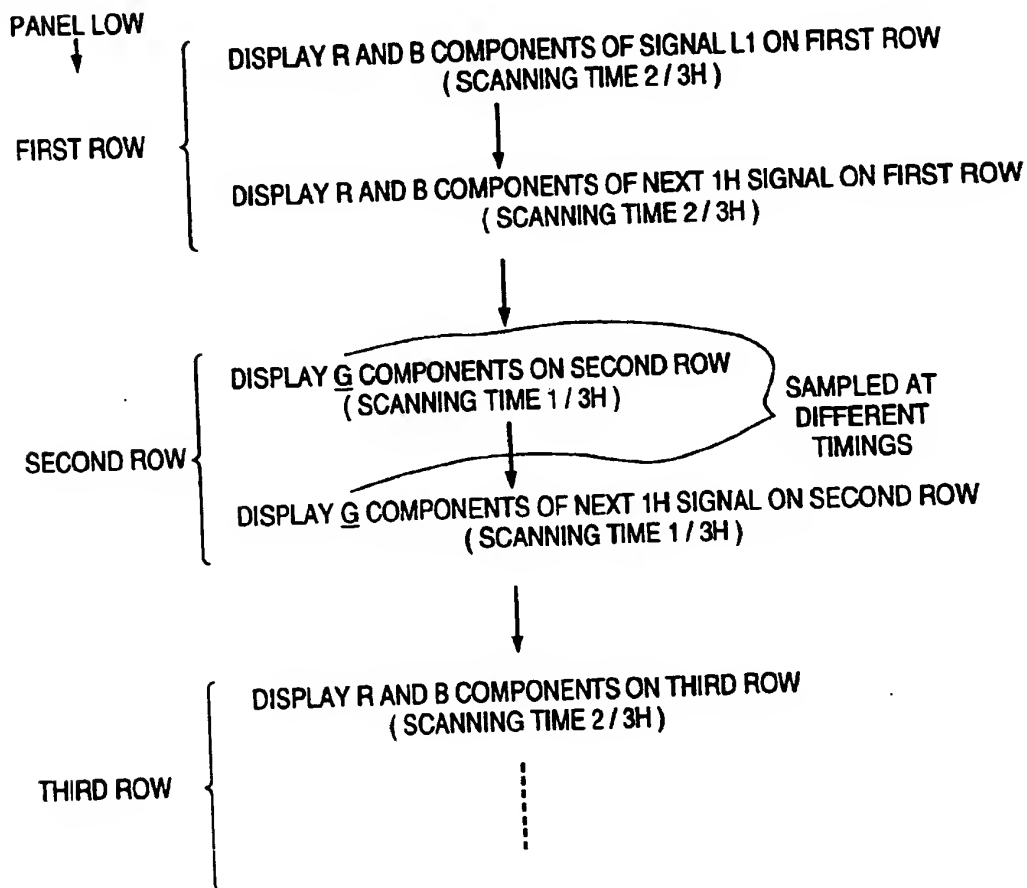 PANEL LOW
FIRST ROW
DISPLAY R AND B COMPONENTS OF SIGNAL L1 ON FIRST ROW
( SCANNING TIME 2 / 3H )
DISPLAY R AND B COMPONENTS OF NEXT 1H SIGNAL ON FIRST ROW
( SCANNING TIME 2 / 3H )
SECOND ROW
DISPLAY G COMPONENTS ON SECOND ROW
( SCANNING TIME 1 / 3H )
SAMPLED AT
DIFFERENT
TIMINGS
DISPLAY G COMPONENTS OF NEXT 1H SIGNAL ON SECOND ROW
( SCANNING TIME 1 / 3H )
THIRD ROW
DISPLAY R AND B COMPONENTS ON THIRD ROW
( SCANNING TIME 2 / 3H )